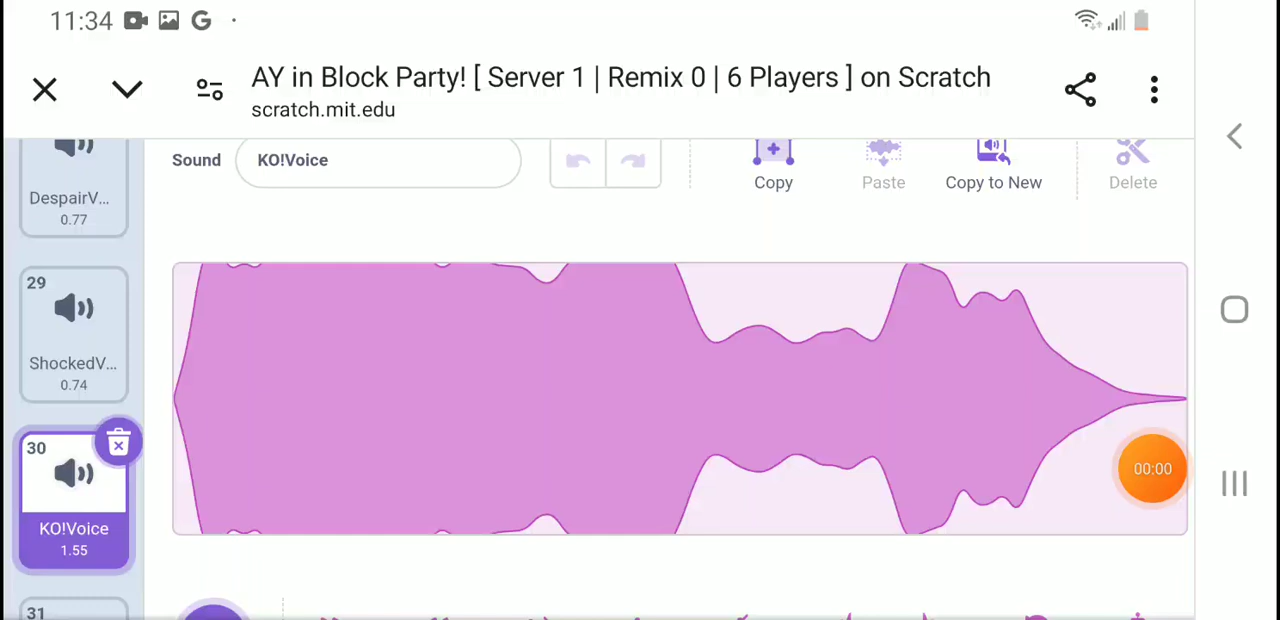 11:34
AY in Block Party! [ Server 1 | Remix 0 | 6 Players ] on Scratch
scratch.mit.edu
Sound
KO!Voice
Copy
Paste
Copy to New
Delete
DespairV...
0.77
29
ShockedV...
0.74
30
KO!Voice
1.55
31
00:00